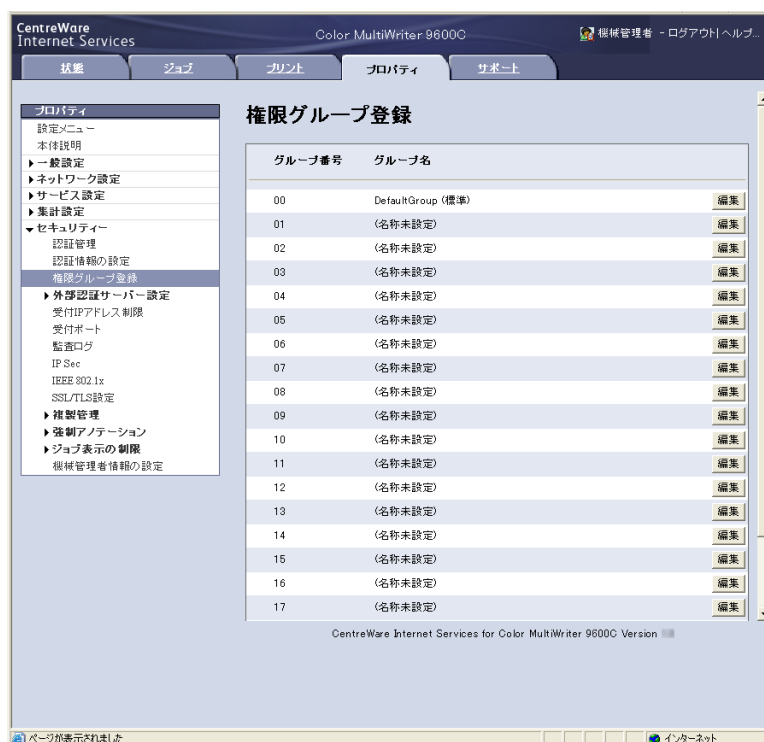 CentreWare
Internet Services
Color MultiWriter 9600C
機械管理者 - ログアウト|ヘルプ...
状態
ジョブ
プリント
プロパティ
サポート
プロパティ
設定メニュー
本体説明
一般設定
ネットワーク設定
サービス設定
集計設定
セキュリティー
認証管理
認証情報の設定
権限グループ登録
外部認証サーバー設定
受付IPアドレス制限
受付ポート
監査ログ
IP Sec
IEEE 802.1x
SSL/TLS設定
複製管理
強制アノテーション
ジョブ表示の制限
機械管理者情報の設定
権限グループ登録
グループ番号 グループ名
00 DefaultGroup (標準) 編集
01 (名称未設定) 編集
02 (名称未設定) 編集
03 (名称未設定) 編集
04 (名称未設定) 編集
05 (名称未設定) 編集
06 (名称未設定) 編集
07 (名称未設定) 編集
08 (名称未設定) 編集
09 (名称未設定) 編集
10 (名称未設定) 編集
11 (名称未設定) 編集
12 (名称未設定) 編集
13 (名称未設定) 編集
14 (名称未設定) 編集
15 (名称未設定) 編集
16 (名称未設定) 編集
17 (名称未設定) 編集
CentreWare Internet Services for Color MultiWriter 9600C Version
ページが表示されました
インターネット